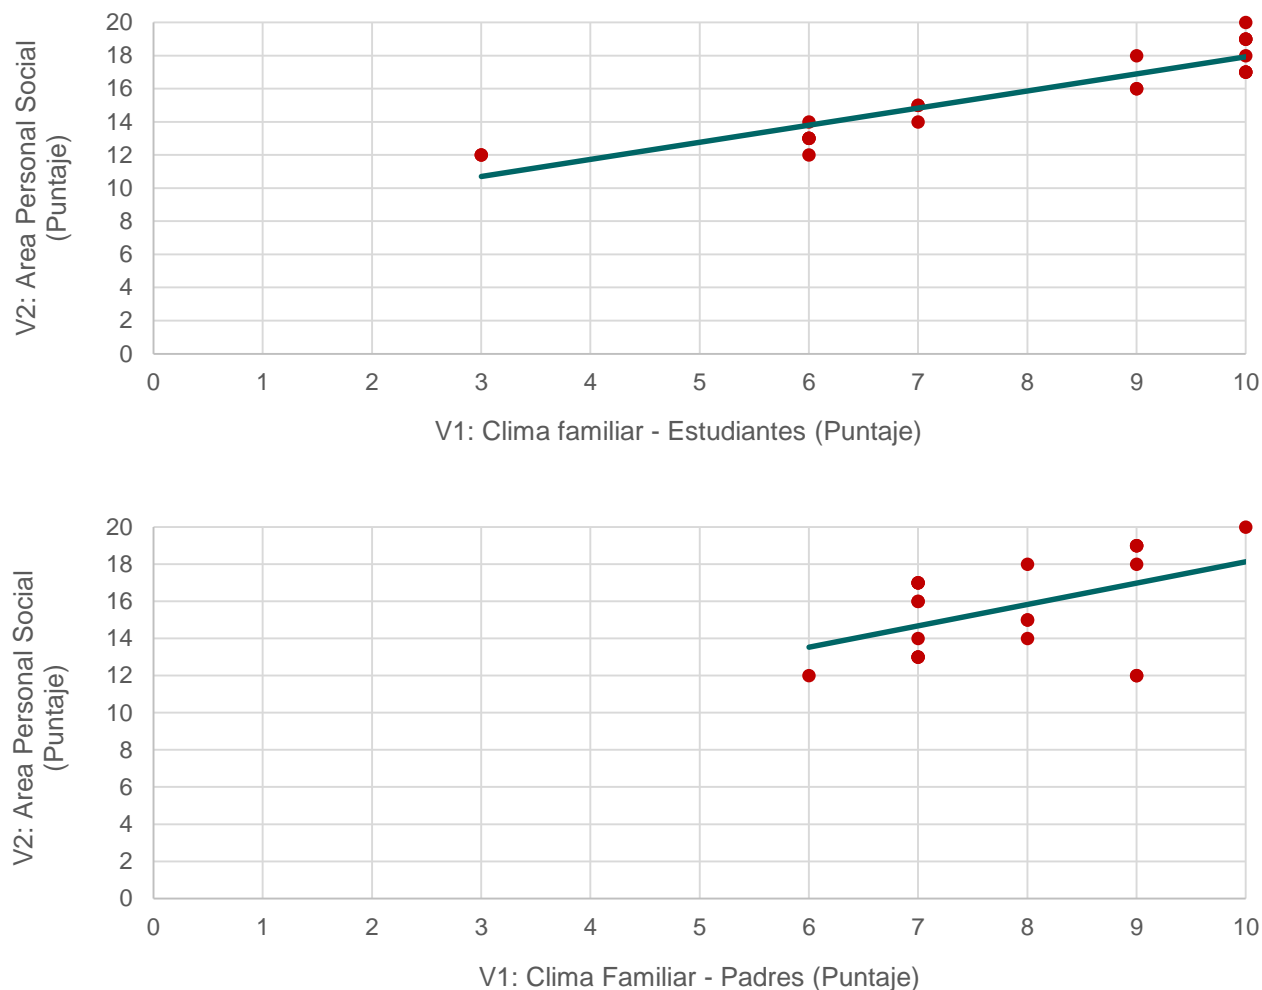 20
18
16
14
12
10
8
6
4
2
0
V2: Area Personal Social
(Puntaje)
0 1 2 3 4 5 6 7 8 9 10
V1: Clima familiar - Estudiantes (Puntaje)
20
18
16
14
12
10
8
6
4
2
0
V2: Area Personal Social
(Puntaje)
0 1 2 3 4 5 6 7 8 9 10
V1: Clima Familiar - Padres (Puntaje)